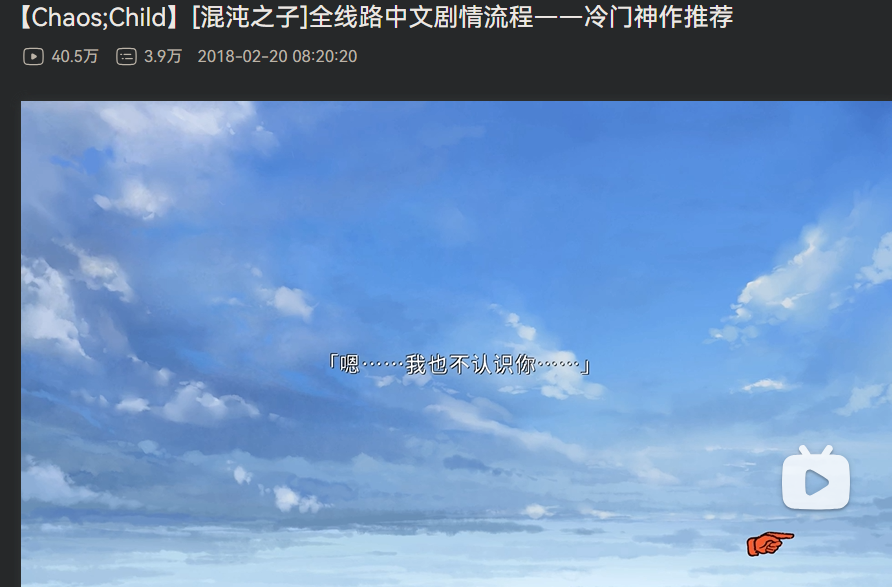 【Chaos;Child】[混沌之子]全线路中文剧情流程一一冷门神作推荐
40.5万 3.9万 2018-02-20 08:20:20
「嗯……我也不认识你……」